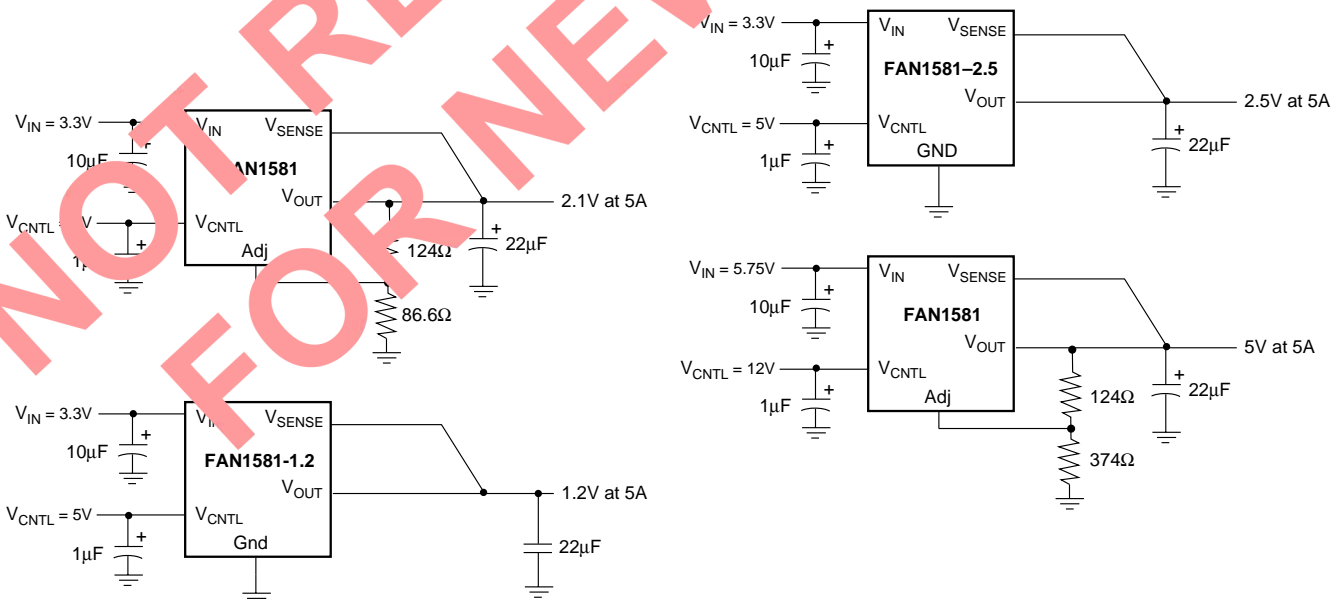 NOT RE
FOR NEW
V_IN = 3.3V
10μF
+
V_IN
V_SENSE
AN1581
V_OUT
V_CNTL
V_CNTL =
V
+
Adj
2.1V at 5A
124Ω
+
22μF
86.6Ω
V_IN = 3.3V
10μF
+
V_SENSE
FAN1581-1.2
V_OUT
1.2V at 5A
V_CNTL = 5V
1μF
+
V_CNTL
Gnd
22μF
V_IN = 3.3V
10μF
+
V_IN
V_SENSE
FAN1581–2.5
V_OUT
2.5V at 5A
V_CNTL = 5V
1μF
+
V_CNTL
GND
+
22μF
V_IN = 5.75V
10μF
+
V_IN
V_SENSE
FAN1581
V_OUT
5V at 5A
V_CNTL = 12V
1μF
+
V_CNTL
Adj
124Ω
+
22μF
374Ω